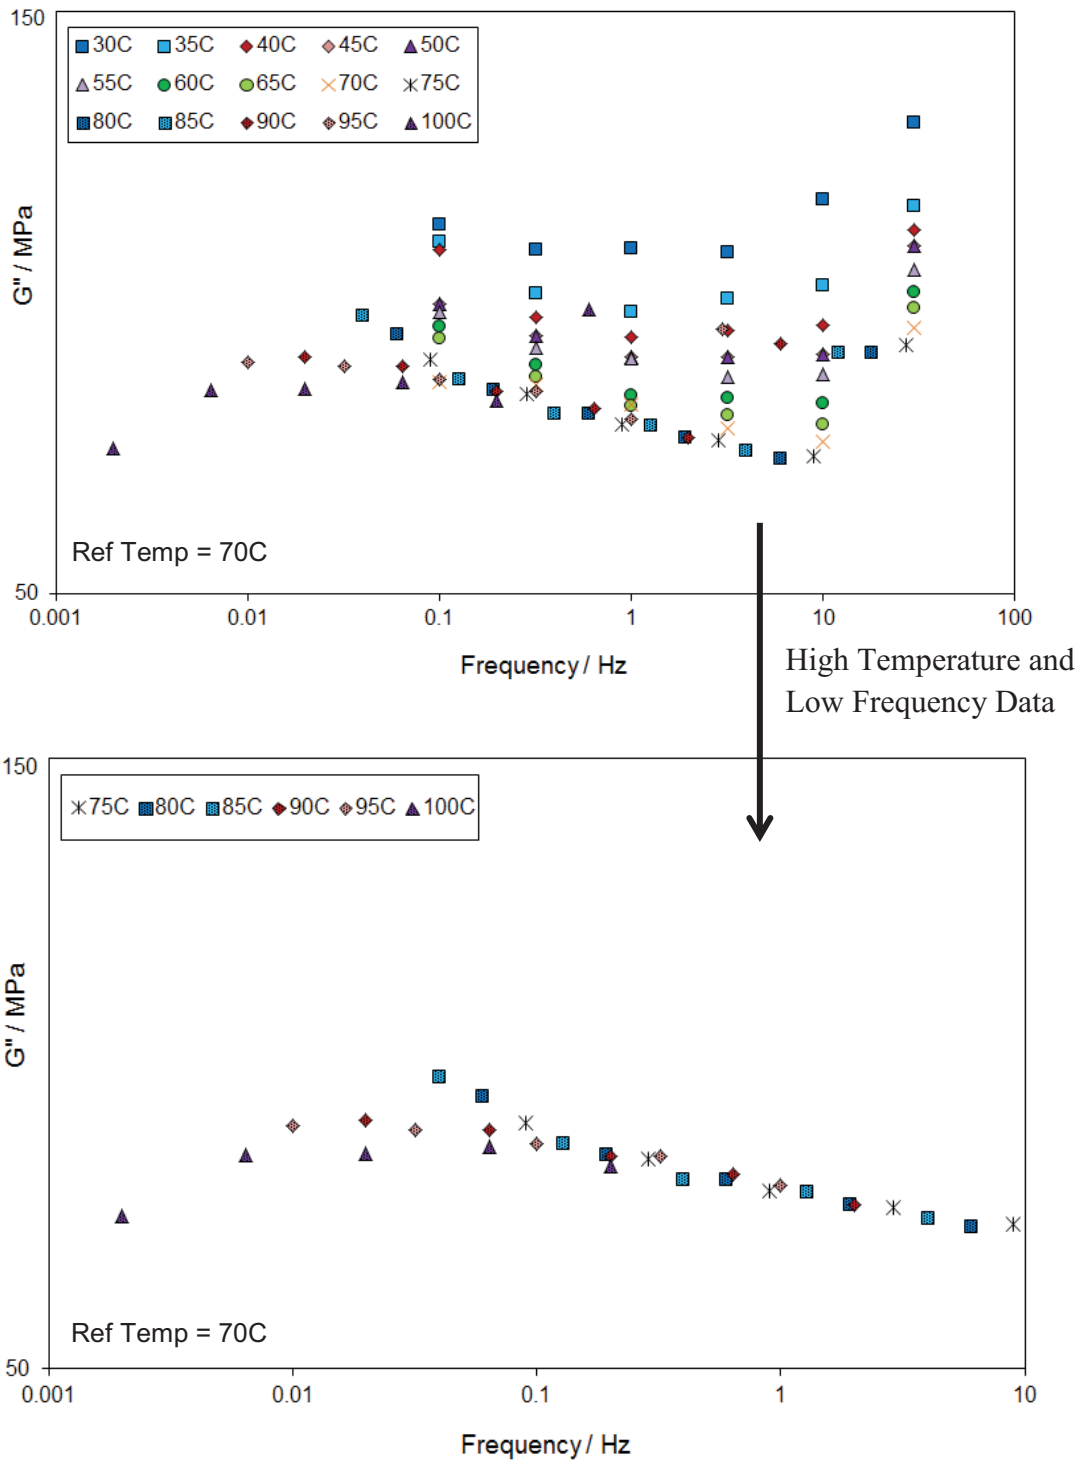 150
30C 35C 40C 45C 50C
55C 60C 65C 70C 75C
80C 85C 90C 95C 100C
G" / MPa
Ref Temp = 70C
50
0.001 0.01 0.1 1 10 100
Frequency / Hz
High Temperature and
Low Frequency Data
150
75C 80C 85C 90C 95C 100C
G" / MPa
Ref Temp = 70C
50
0.001 0.01 0.1 1 10
Frequency / Hz